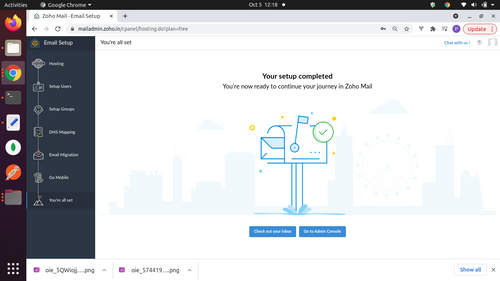 Activities
Google Chrome
Oct 5 12:18
Zoho Mail - Email Setup
mailadmin.zoho.in/cpanel/hosting.do?plan=free
P
Update
Email Setup
You're all set
Chat with us !
Hosting
Setup Users
Setup Groups
DNS Mapping
Email Migration
Go Mobile
You're all set
Your setup completed
You're now ready to continue your journey in Zoho Mail
Check out your inbox
Go to Admin Console
oie_574419....png
Show all